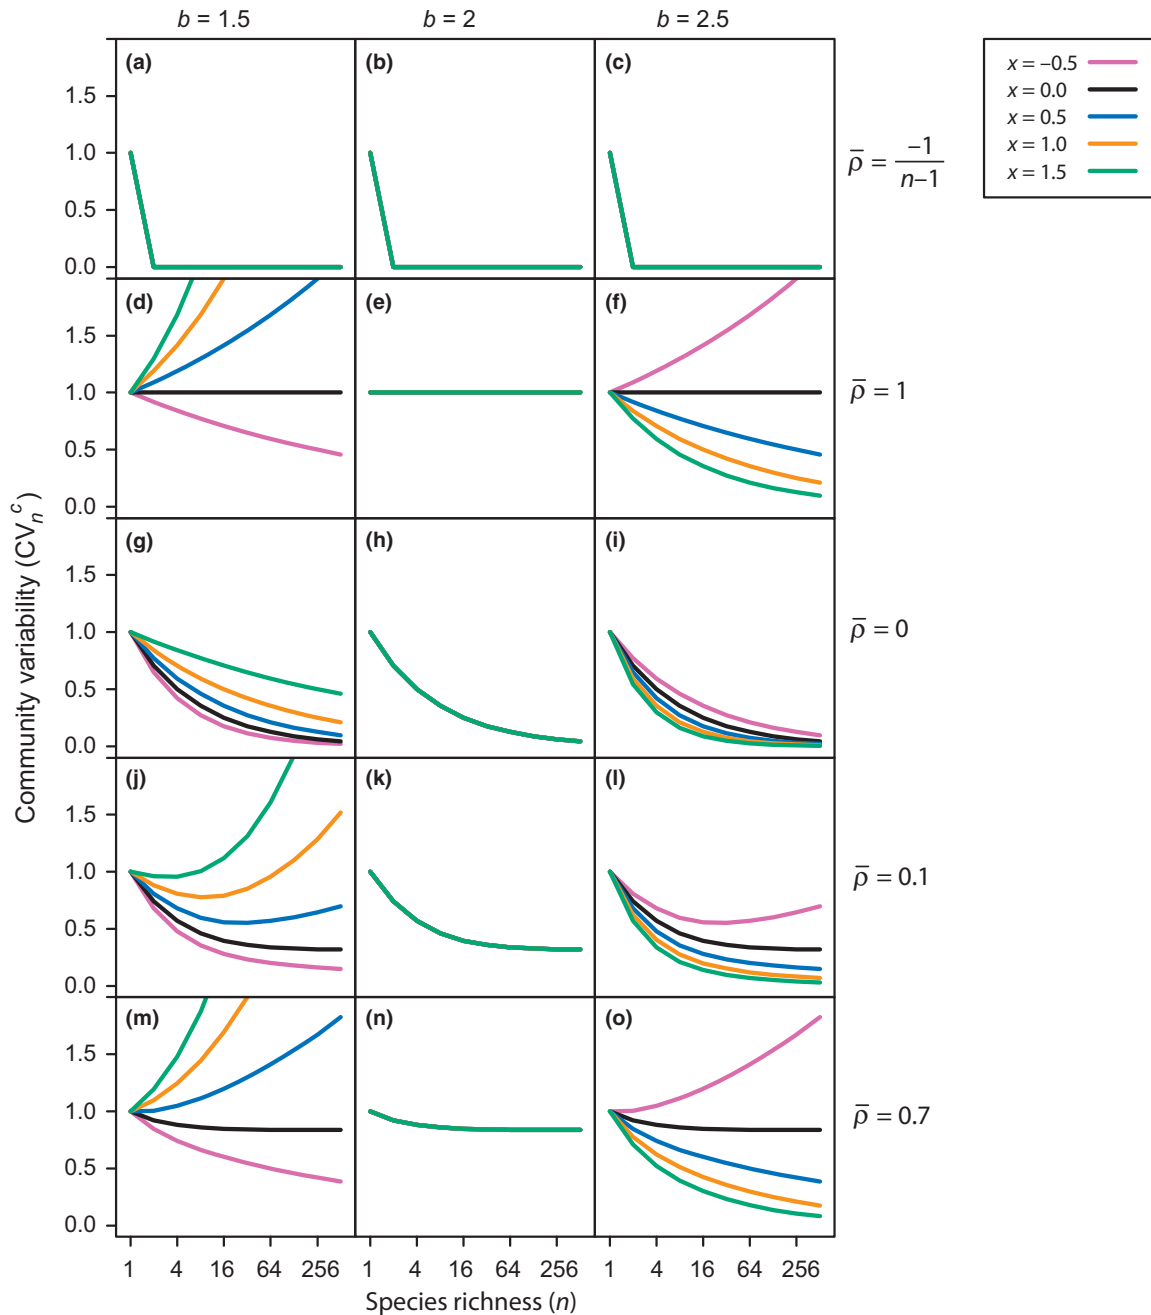 b = 1.5 b = 2 b = 2.5
(a) (b) (c)
x = –0.5
x = 0.0
x = 0.5
x = 1.0
x = 1.5
1.5
1.0
0.5
0.0
ρ̄ = –1/n–1
(d) (e) (f)
1.5
1.0
0.5
0.0
ρ̄ = 1
(g) (h) (i)
1.5
1.0
0.5
0.0
ρ̄ = 0
(j) (k) (l)
1.5
1.0
0.5
0.0
ρ̄ = 0.1
(m) (n) (o)
1.5
1.0
0.5
0.0
ρ̄ = 0.7
Community variability (CVₙᶜ)
1 4 16 64 256 1 4 16 64 256 1 4 16 64 256
Species richness (n)